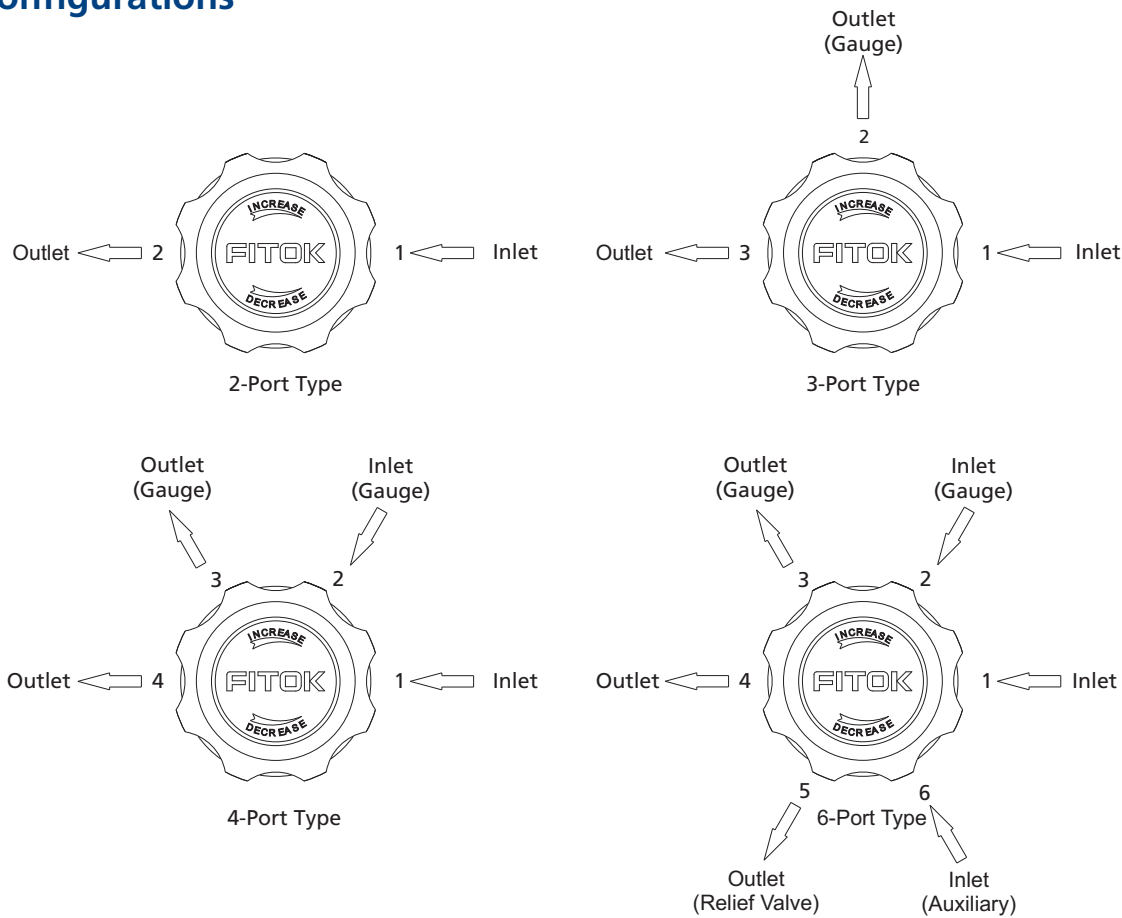 onfigurations
Outlet 2 INCREASE FITOK DECREASE 1 Inlet
2-Port Type
Outlet
(Gauge)
2
Outlet 3 INCREASE FITOK DECREASE 1 Inlet
3-Port Type
Outlet
(Gauge)
Inlet
(Gauge)
3 2
Outlet 4 INCREASE FITOK DECREASE 1 Inlet
4-Port Type
Outlet
(Gauge)
Inlet
(Gauge)
3 2
Outlet 4 INCREASE FITOK DECREASE 1 Inlet
5 6
6-Port Type
Outlet
(Relief Valve)
Inlet
(Auxiliary)